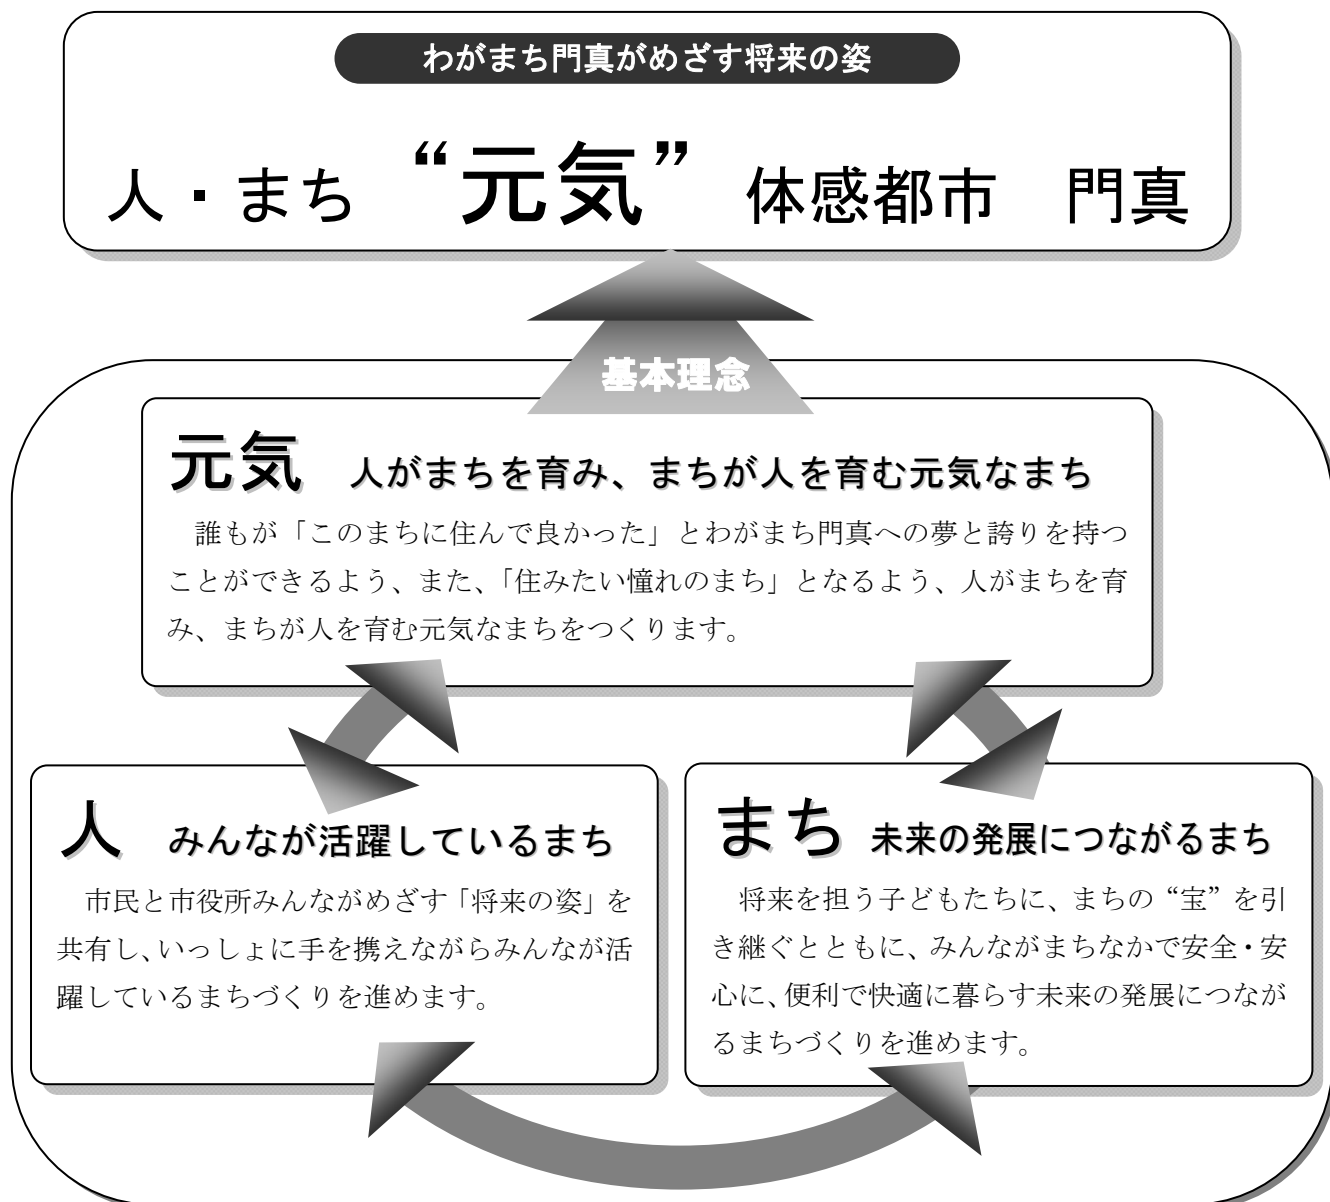 わがまち門真がめざす将来の姿
人・まち “元気” 体感都市　門真
基本理念
元気　人がまちを育み、まちが人を育む元気なまち
誰もが「このまちに住んで良かった」とわがまち門真への夢と誇りを持つ
ことができるよう、また、「住みたい憧れのまち」となるよう、人がまちを育
み、まちが人を育む元気なまちをつくります。
人　みんなが活躍しているまち
市民と市役所みんながめざす「将来の姿」を
共有し、いっしょに手を携えながらみんなが活
躍しているまちづくりを進めます。
まち　未来の発展につながるまち
将来を担う子どもたちに、まちの“宝”を引
き継ぐとともに、みんながまちなかで安全・安
心に、便利で快適に暮らす未来の発展につなが
るまちづくりを進めます。